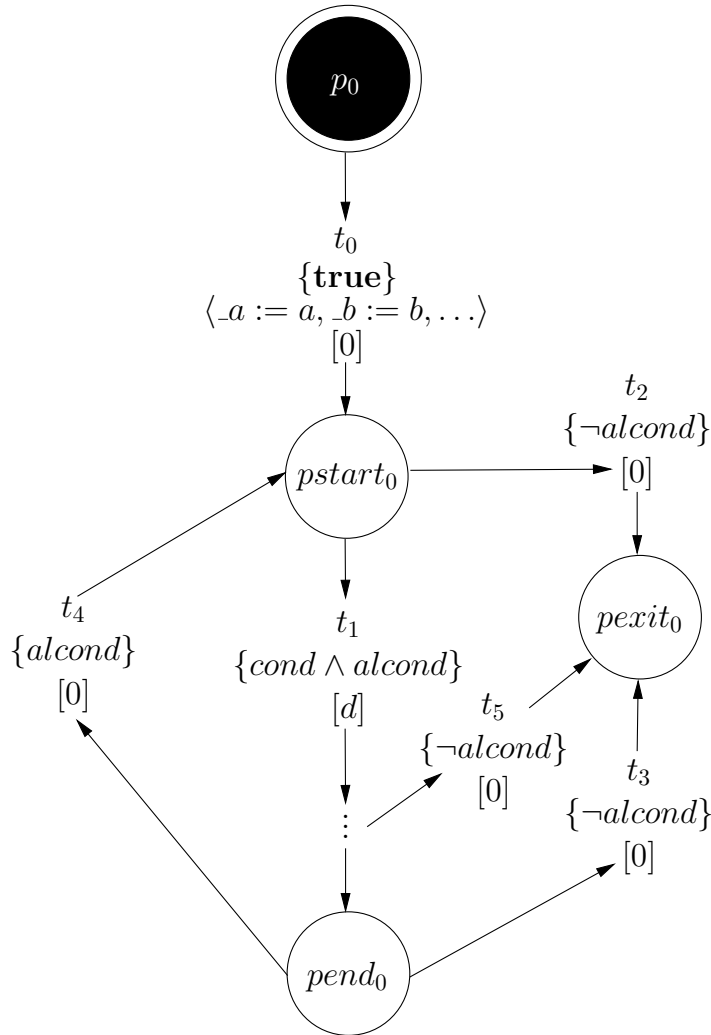 p₀
t₀
{true}
⟨_a := a, _b := b, . . .⟩
[0]
t₂
{¬alcond}
[0]
pstart₀
t₄
{alcond}
[0]
t₁
{cond ∧ alcond}
[d]
pexit₀
t₅
{¬alcond}
[0]
t₃
{¬alcond}
[0]
⋮
pend₀